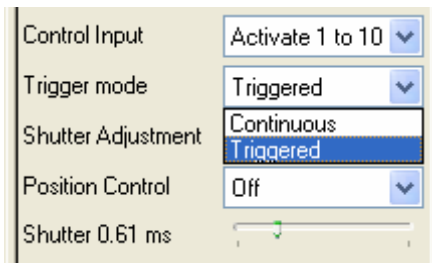 Control Input Activate 1 to 10
Trigger mode Triggered
Continuous
Shutter Adjustment
Triggered
Position Control Off
Shutter 0.61 ms